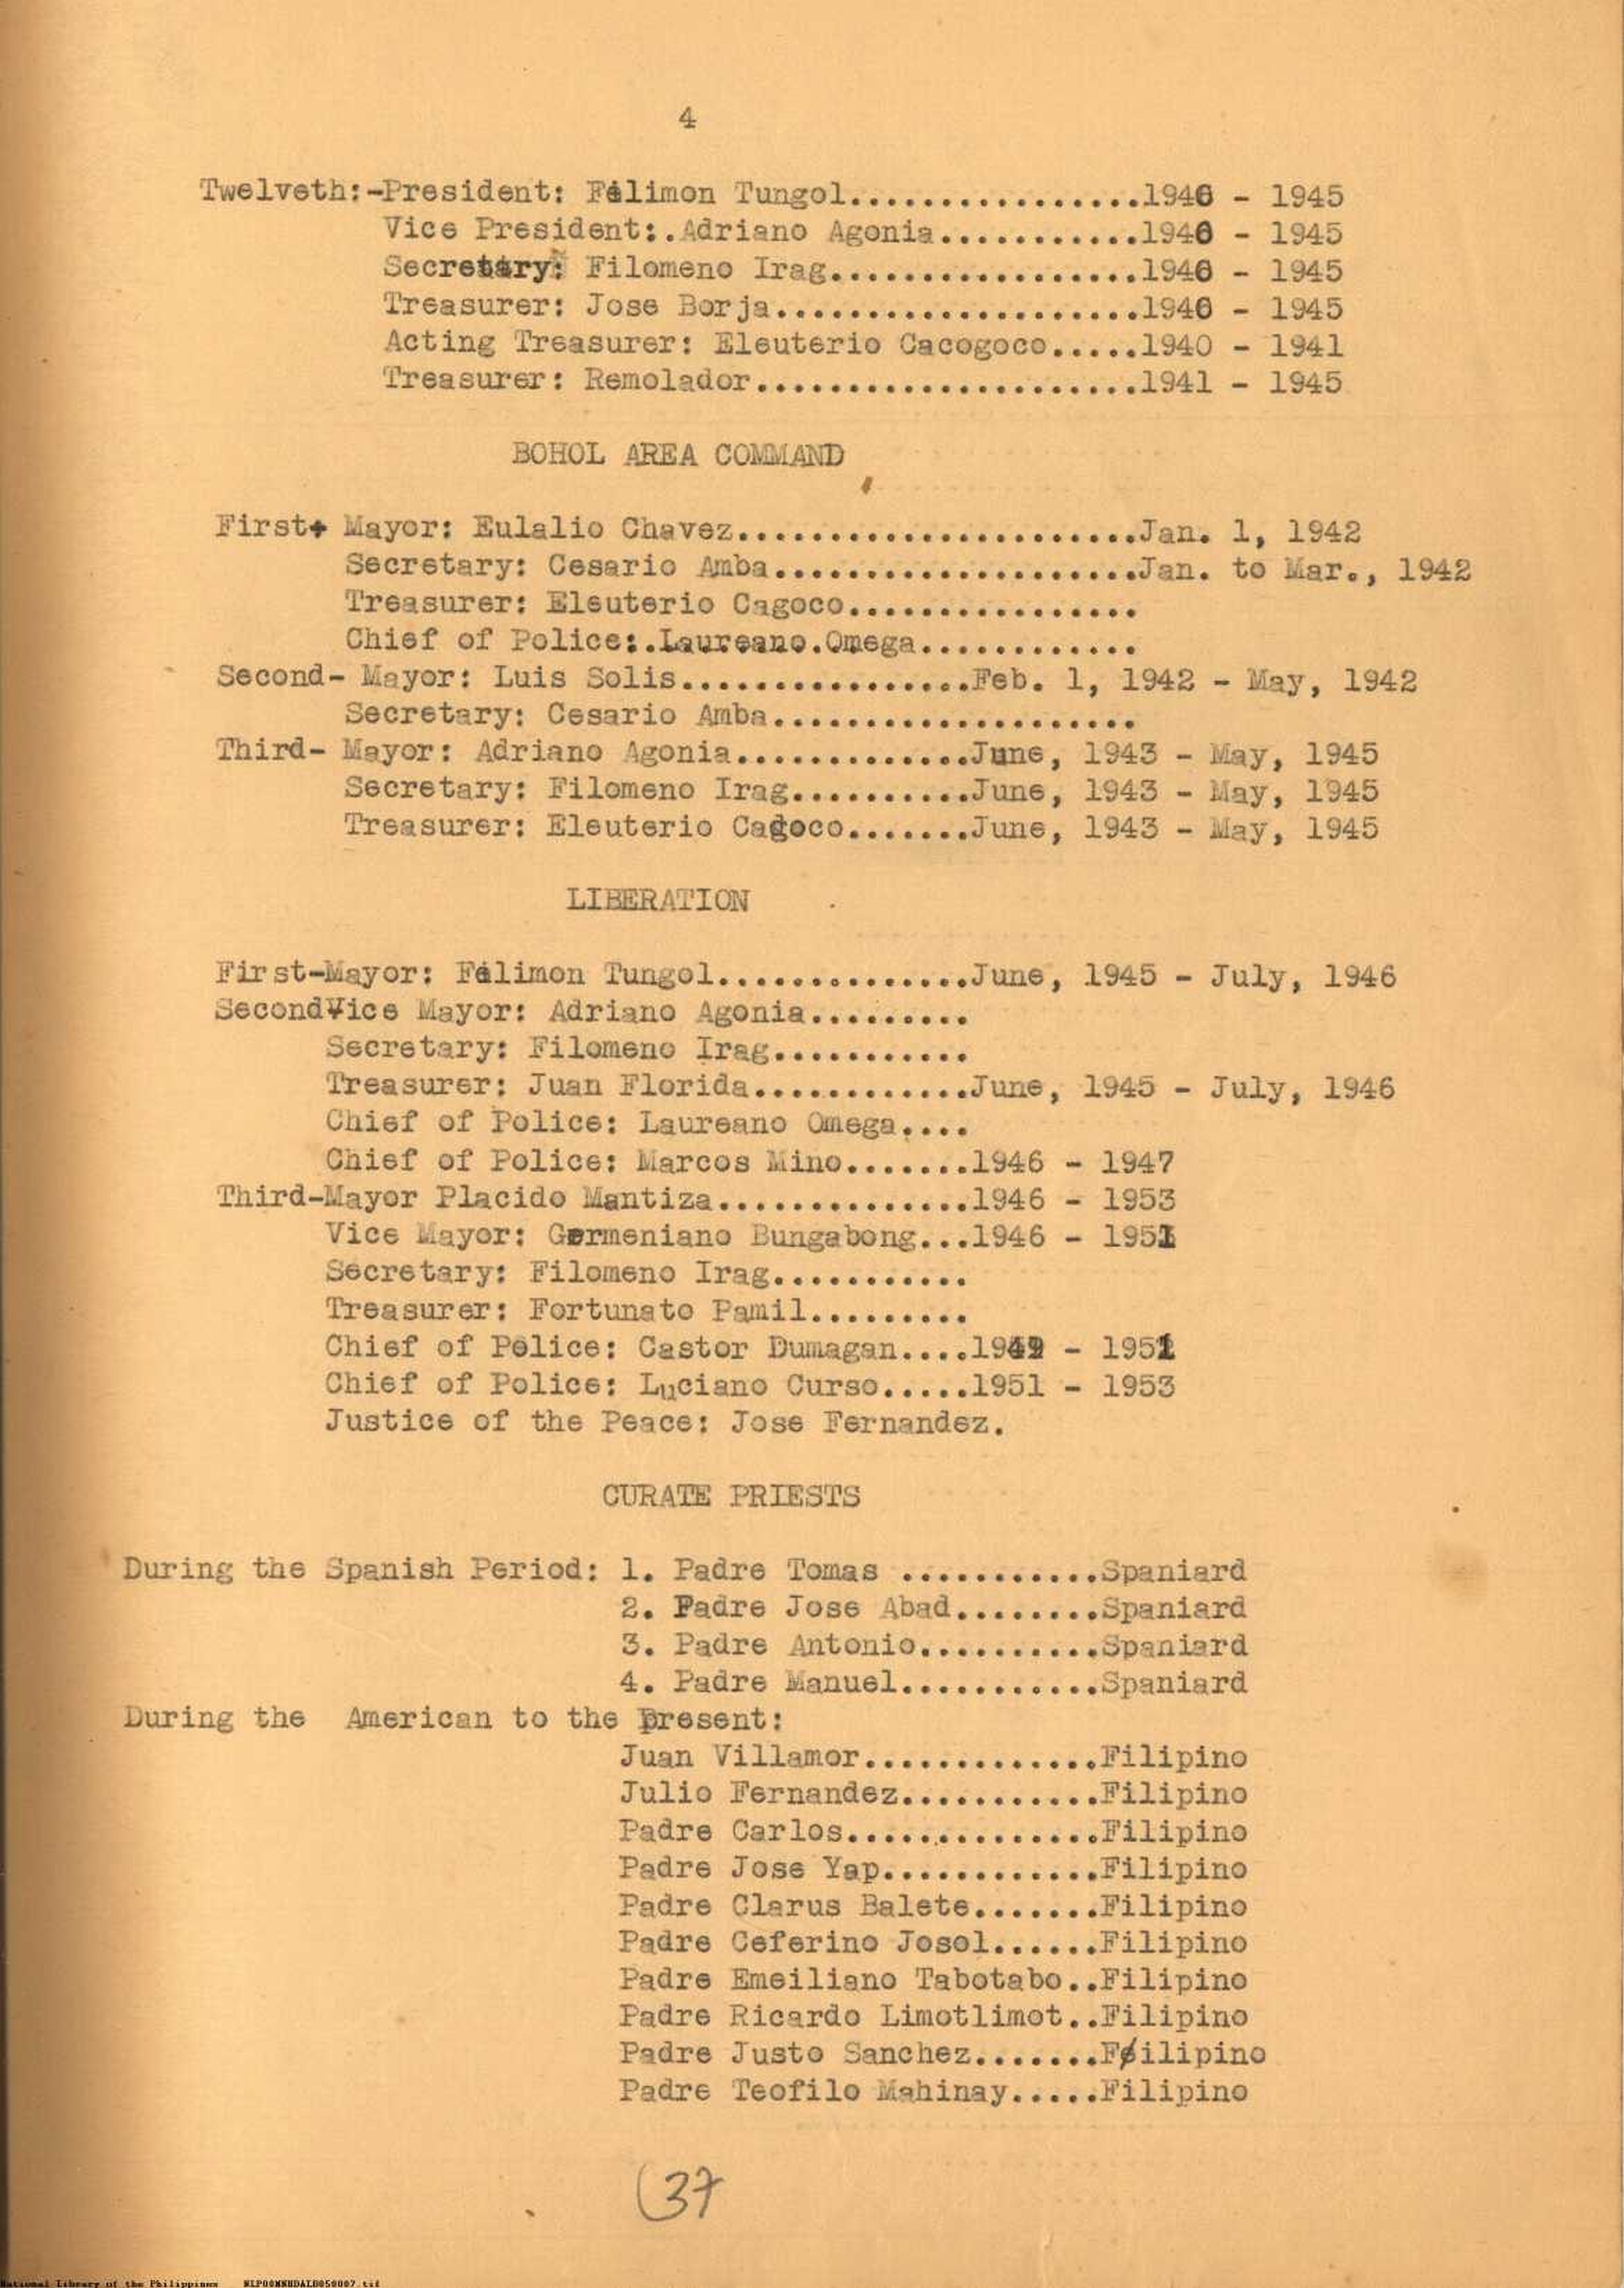 4
Twelveth:-President: Félimon Tungol................1940 - 1945
Vice President:.Adriano Agonia...........1940 - 1945
Secretary: Filomeno Irag.................1940 - 1945
Treasurer: Jose Borja....................1940 - 1945
Acting Treasurer: Eleuterio Cacogoco.....1940 - 1941
Treasurer: Remolador.....................1941 - 1945
BOHOL AREA COMMAND
First- Mayor: Eulalio Chavez......................Jan. 1, 1942
Secretary: Cesario Amba....................Jan. to Mar., 1942
Treasurer: Eleuterio Cagoco................
Chief of Police:.Laureano.Omega............
Second- Mayor: Luis Solis................Feb. 1, 1942 - May, 1942
Secretary: Cesario Amba....................
Third- Mayor: Adriano Agonia.............June, 1943 - May, 1945
Secretary: Filomeno Irag..........June, 1943 - May, 1945
Treasurer: Eleuterio Cagoco.......June, 1943 - May, 1945
LIBERATION
First-Mayor: Félimon Tungol..............June, 1945 - July, 1946
SecondVice Mayor: Adriano Agonia.........
Secretary: Filomeno Irag...........
Treasurer: Juan Florida............June, 1945 - July, 1946
Chief of Police: Laureano Omega....
Chief of Police: Marcos Mino.......1946 - 1947
Third-Mayor Placido Mantiza..............1946 - 1953
Vice Mayor: Germeniano Bungabong...1946 - 1951
Secretary: Filomeno Irag...........
Treasurer: Fortunato Pamil.........
Chief of Police: Castor Dumagan.... - 1951
Chief of Police: Luciano Curso.....1951 - 1953
Justice of the Peace: Jose Fernandez.
CURATE PRIESTS
During the Spanish Period: 1. Padre Tomas ...........Spaniard
2. Padre Jose Abad........Spaniard
3. Padre Antonio..........Spaniard
4. Padre Manuel...........Spaniard
During the  American to the present:
Juan Villamor.............Filipino
Julio Fernandez...........Filipino
Padre Carlos..............Filipino
Padre Jose Yap............Filipino
Padre Clarus Balete.......Filipino
Padre Ceferino Josol......Filipino
Padre Emeiliano Tabotabo..Filipino
Padre Ricardo Limotlimot..Filipino
Padre Justo Sanchez.......Filipino
Padre Teofilo Mahinay.....Filipino
(37
National Library of the Philippines